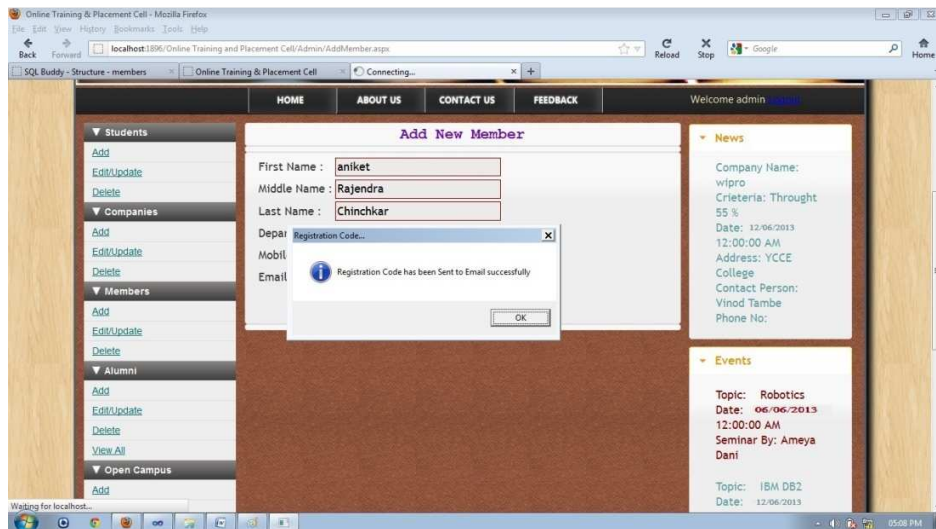 Online Training & Placement Cell - Mozilla Firefox
File Edit View History Bookmarks Tools Help
Back Forward localhost:1896/Online Training and Placement Cell/Admin/AddMember.aspx Reload Stop Google Home
SQL Buddy - Structure - members Online Training & Placement Cell Connecting...
HOME ABOUT US CONTACT US FEEDBACK Welcome admin
Students
Add
Edit/Update
Delete
Companies
Add
Edit/Update
Delete
Members
Add
Edit/Update
Delete
Alumni
Add
Edit/Update
Delete
View All
Open Campus
Add
Add New Member
First Name : aniket
Middle Name : Rajendra
Last Name : Chinchkar
Depar
Mobil
Email
Registration Code...
Registration Code has been Sent to Email successfully
OK
News
Company Name:
wipro
Crieteria: Throught
55 %
Date: 12/06/2013
12:00:00 AM
Address: YCCE
College
Contact Person:
Vinod Tambe
Phone No:
Events
Topic: Robotics
Date: 06/06/2013
12:00:00 AM
Seminar By: Ameya
Dani
Topic: IBM DB2
Date: 12/06/2013
Waiting for localhost...
05:08 PM